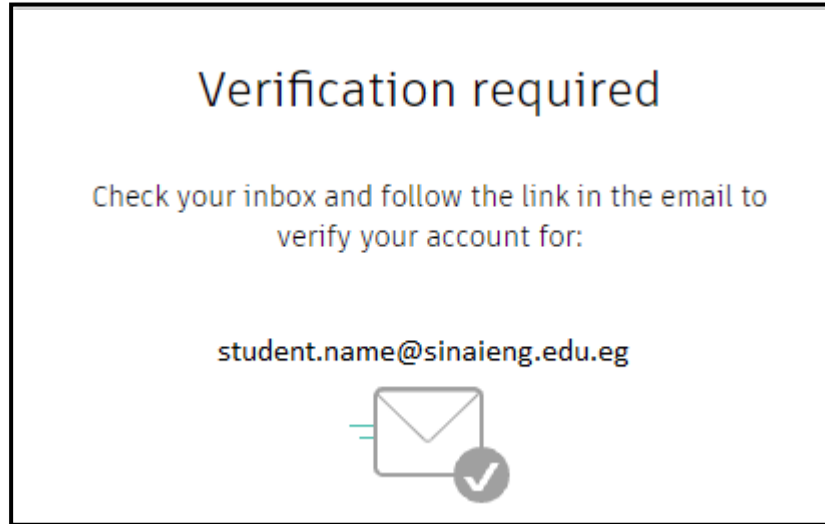 Verification required
Check your inbox and follow the link in the email to
verify your account for:
student.name@sinaieng.edu.eg